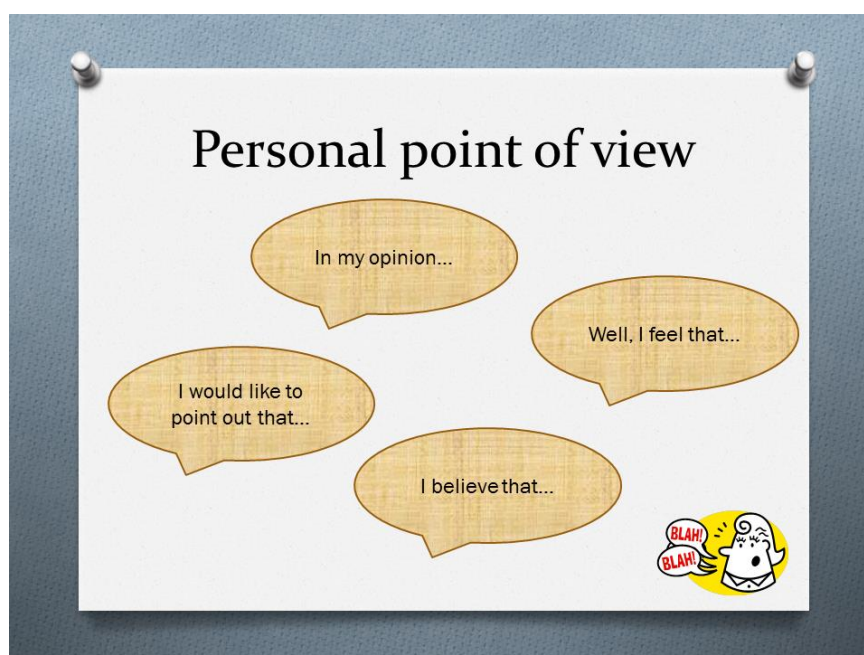 Personal point of view
In my opinion...
Well, I feel that...
I would like to
point out that...
I believe that...
BLAH!
BLAH!